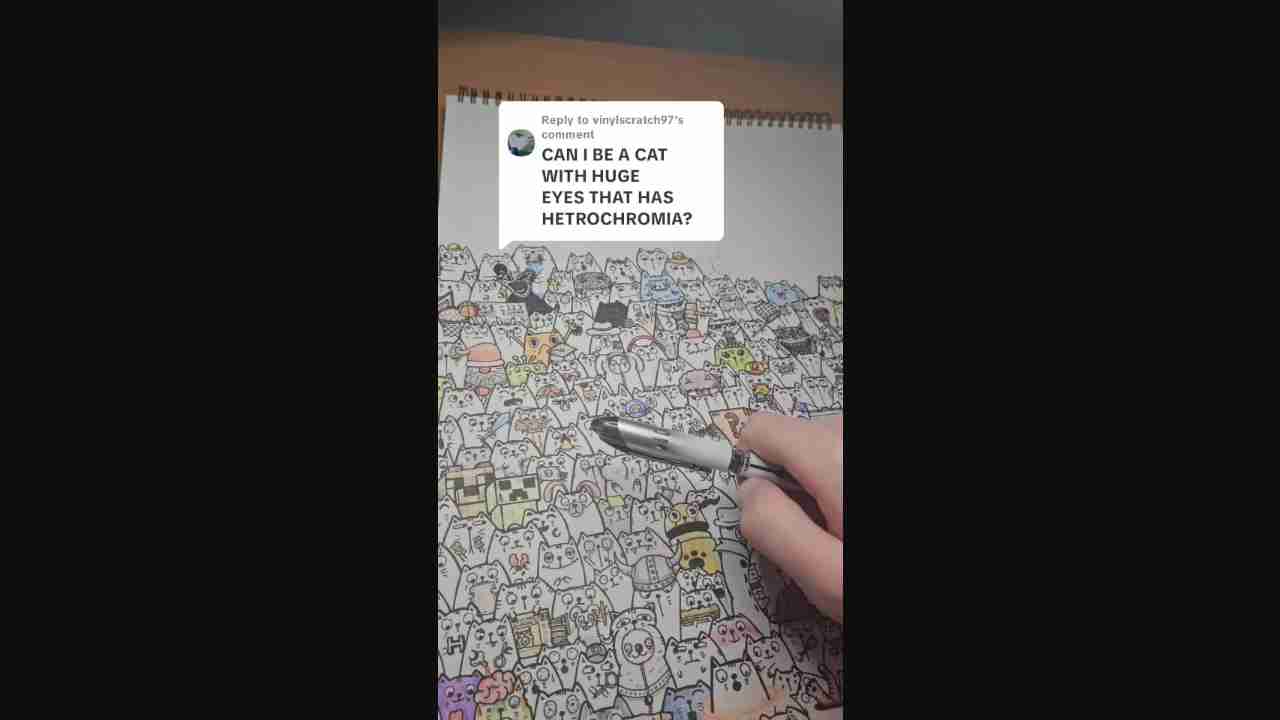 Reply to vinylscratch97's
comment
CAN I BE A CAT
WITH HUGE
EYES THAT HAS
HETROCHROMIA?